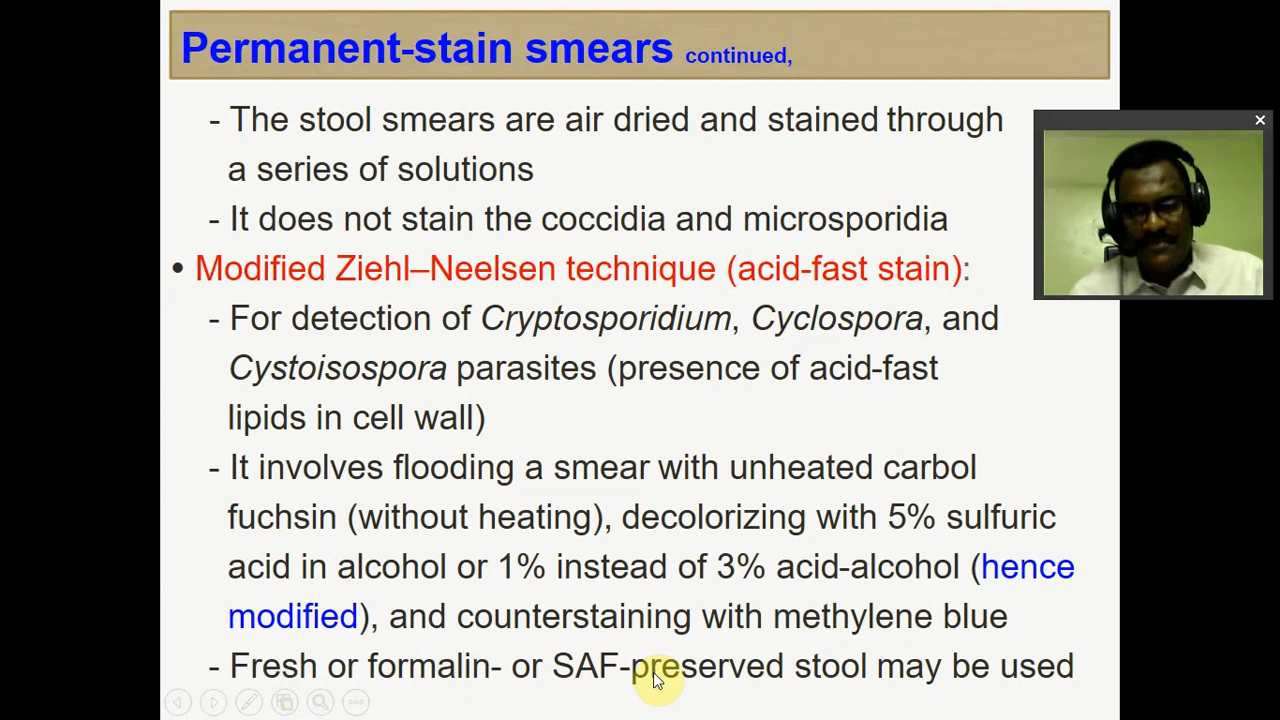 Permanent-stain smears continued,
- The stool smears are air dried and stained through
a series of solutions
- It does not stain the coccidia and microsporidia
• Modified Ziehl–Neelsen technique (acid-fast stain):
- For detection of Cryptosporidium, Cyclospora, and
Cystoisospora parasites (presence of acid-fast
lipids in cell wall)
- It involves flooding a smear with unheated carbol
fuchsin (without heating), decolorizing with 5% sulfuric
acid in alcohol or 1% instead of 3% acid-alcohol (hence
modified), and counterstaining with methylene blue
- Fresh or formalin- or SAF-preserved stool may be used